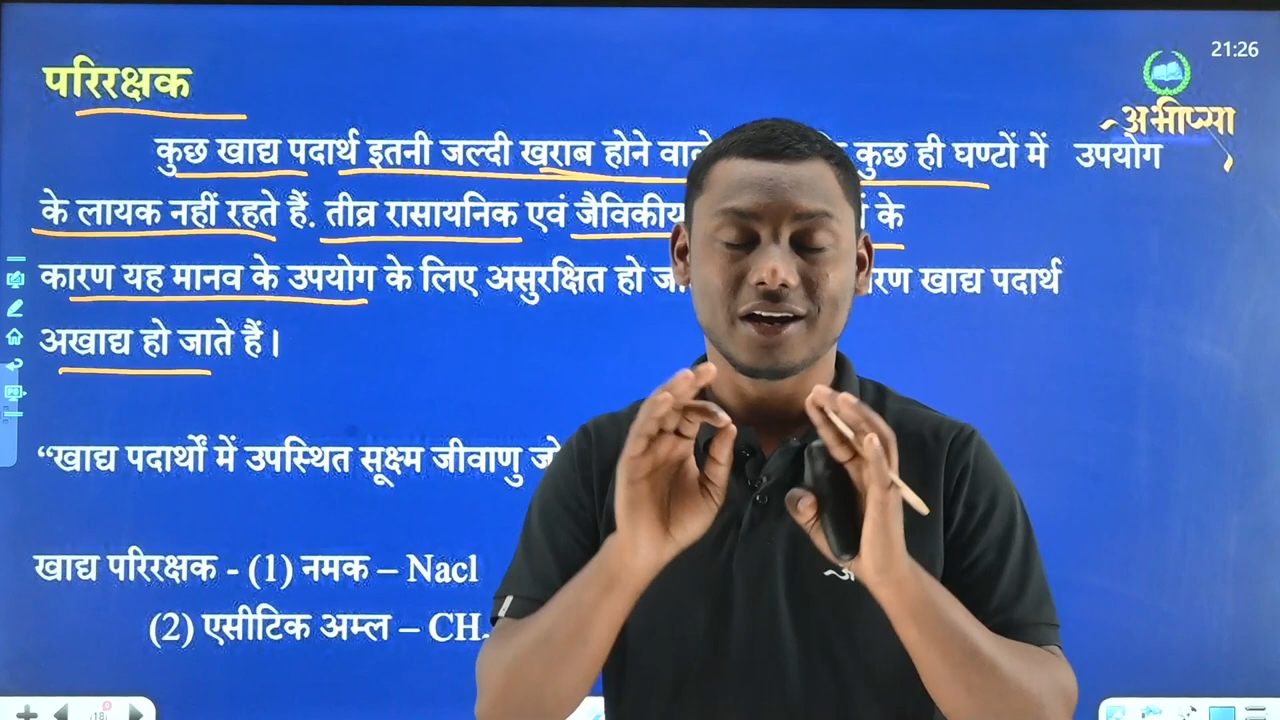 21:26
अभीप्सा
परिरक्षक
कुछ खाद्य पदार्थ इतनी जल्दी खराब होने वाले कुछ ही घण्टों में उपयोग
के लायक नहीं रहते हैं. तीव्र रासायनिक एवं जैविकीय के
कारण यह मानव के उपयोग के लिए असुरक्षित हो खाद्य पदार्थ
अखाद्य हो जाते हैं।
“खाद्य पदार्थों में उपस्थित सूक्ष्म जीवाणु
खाद्य परिरक्षक - (1) नमक – Nacl
(2) एसीटिक अम्ल – CH
18